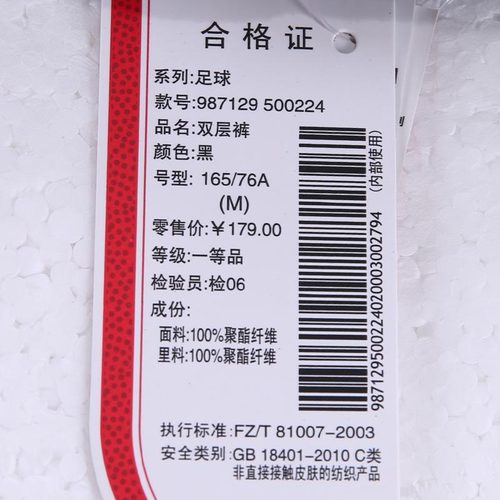 合格证
系列:足球
款号:987129 500224
品名:双层裤
颜色:黑
号型: 165/76A
(M)
零售价:￥179.00
等级:一等品
检验员:检06
成份:
面料:100%聚酯纤维
里料:100%聚酯纤维
987129500224020003002794
(内部使用)
执行标准:FZ/T 81007-2003
安全类别:GB 18401-2010 C类
非直接接触皮肤的纺织产品